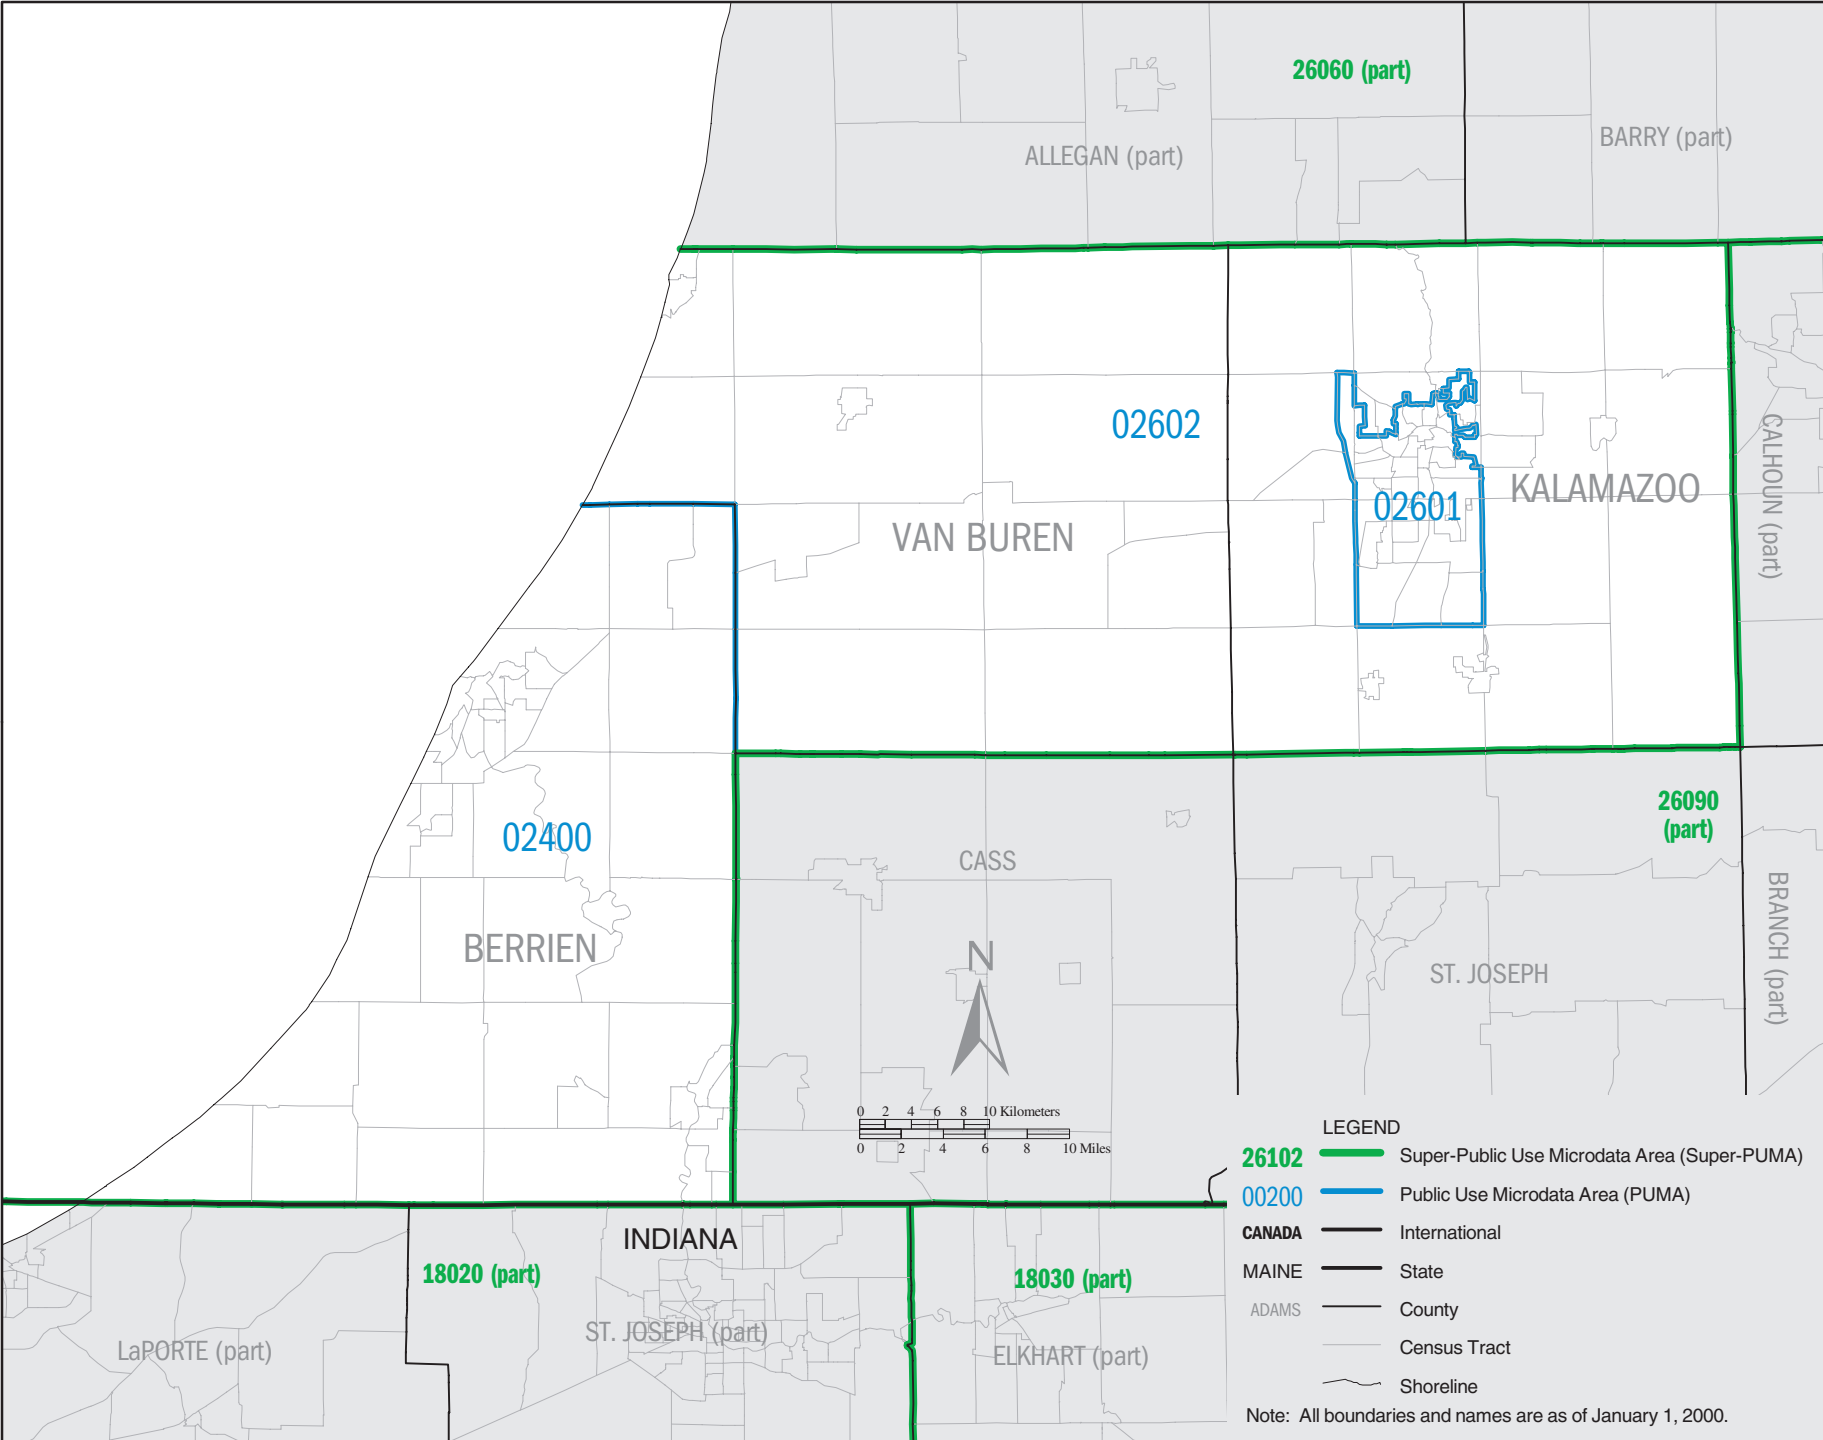 26060 (part)
BARRY (part)
ALLEGAN (part)
02602
CALHOUN (part)
KALAMAZOO
02601
VAN BUREN
26090
(part)
02400
CASS
BRANCH (part)
BERRIEN
N
ST. JOSEPH
0 2 4 6 8 10 Kilometers
0 2 4 6 8 10 Miles
LEGEND
26102 Super-Public Use Microdata Area (Super-PUMA)
00200 Public Use Microdata Area (PUMA)
CANADA International
MAINE State
ADAMS County
Census Tract
Shoreline
Note: All boundaries and names are as of January 1, 2000.
INDIANA
18020 (part)
18030 (part)
ST. JOSEPH (part)
LaPORTE (part)
ELKHART (part)